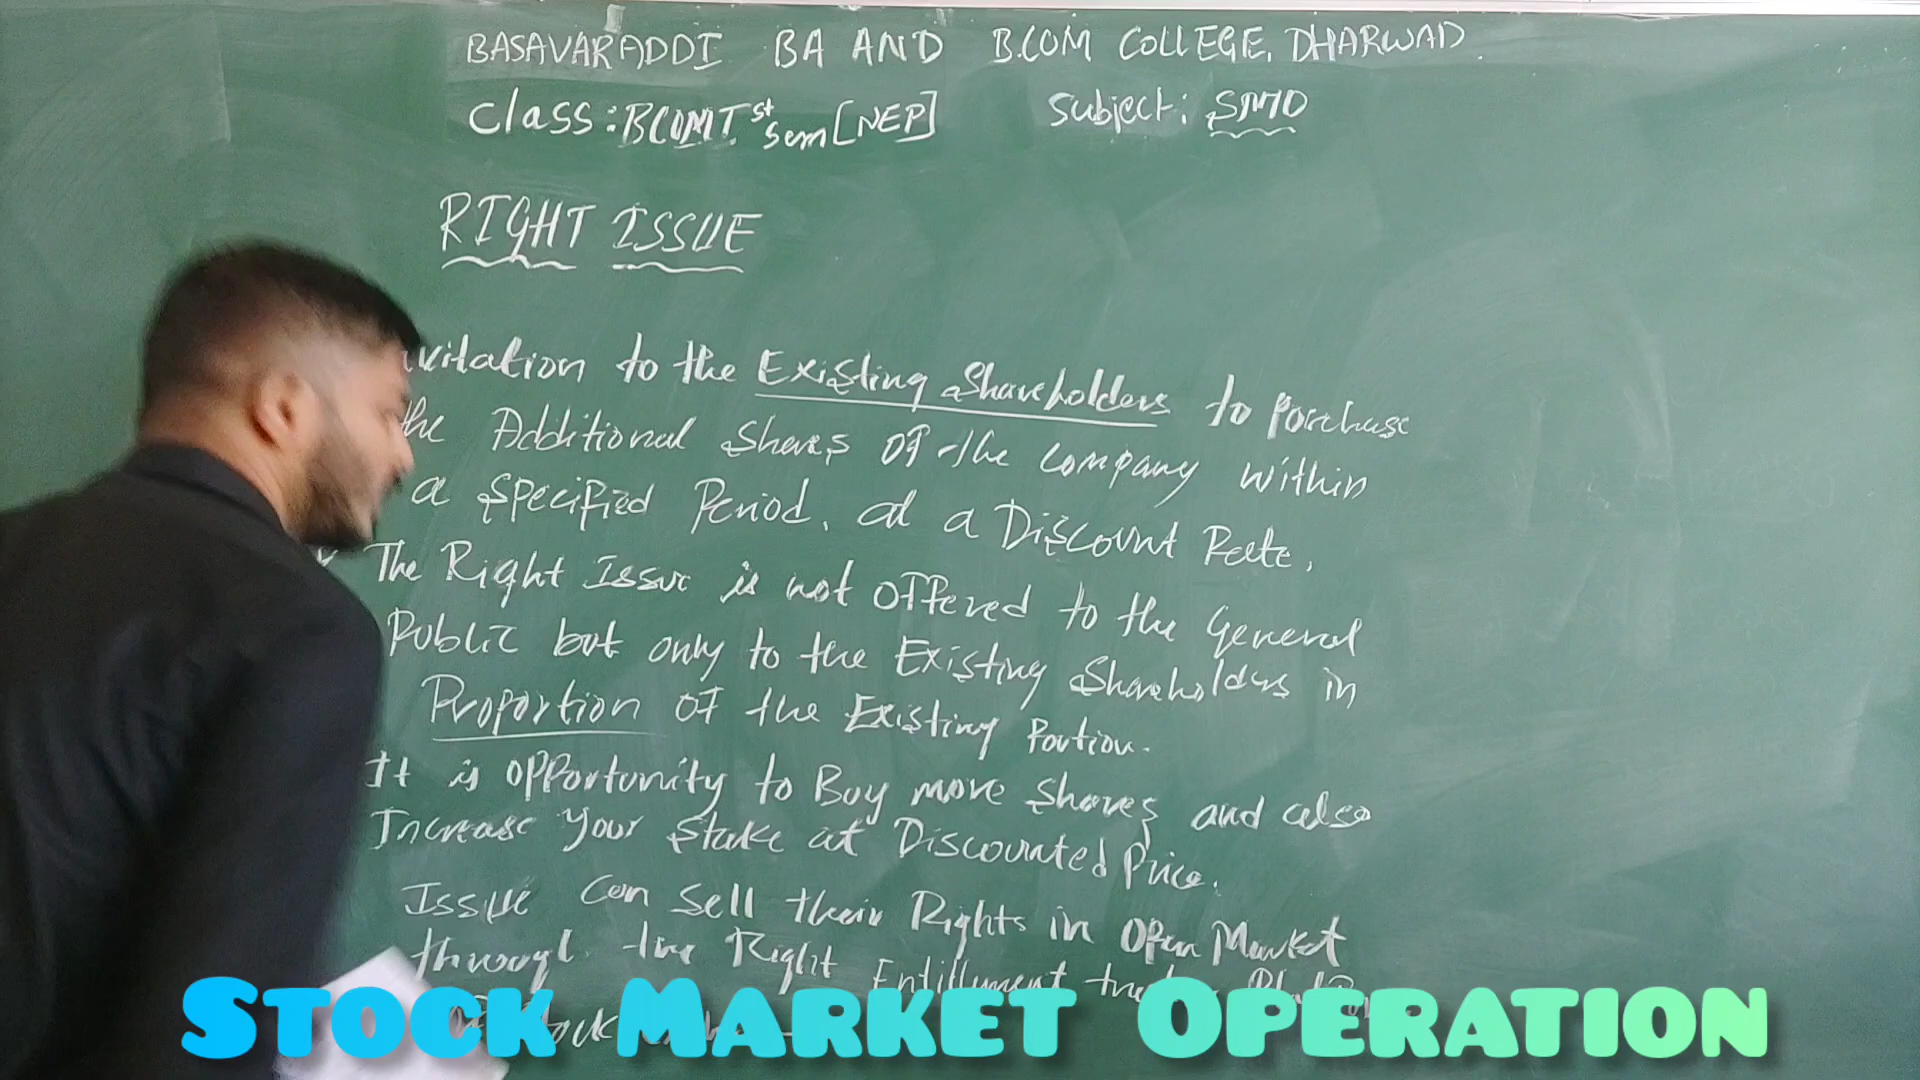 BASAVARADDI BA AND B.COM COLLEGE, DHARWAD
Class: BCOM I st Sem [NEP] Subject: SMO
RIGHT ISSUE
vitation to the Existing Shareholders to Porchase
the Additional Shares of the company within
a specified Period, at a Discount Rate,
The Right Issue is not offered to the General
Public but only to the Existing Shareholders in
Proportion of the Existing Portion.
It is opportunity to Buy more shares and also
Increase your stake at Discounted Price.
Issue Can sell their Rights in Open Market
through the Right Entillement
STOCK MARKET OPERATION